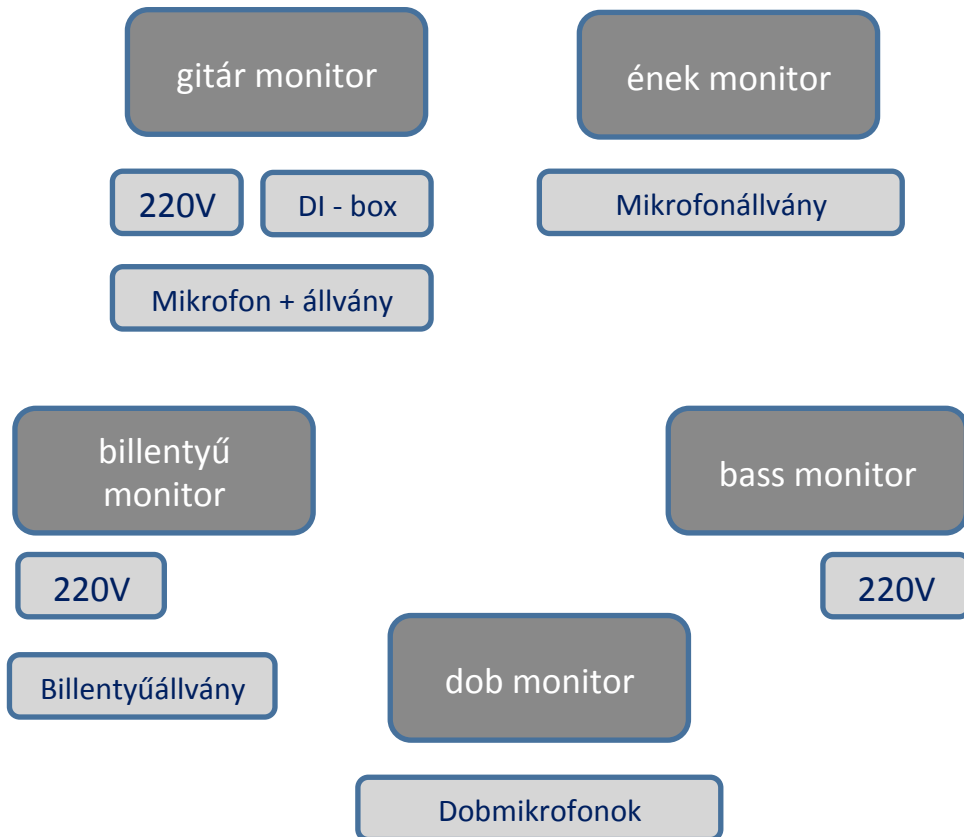 gitár monitor
ének monitor
220V
DI - box
Mikrofonállvány
Mikrofon + állvány
billentyű
monitor
bass monitor
220V
220V
dob monitor
Billentyűállvány
Dobmikrofonok